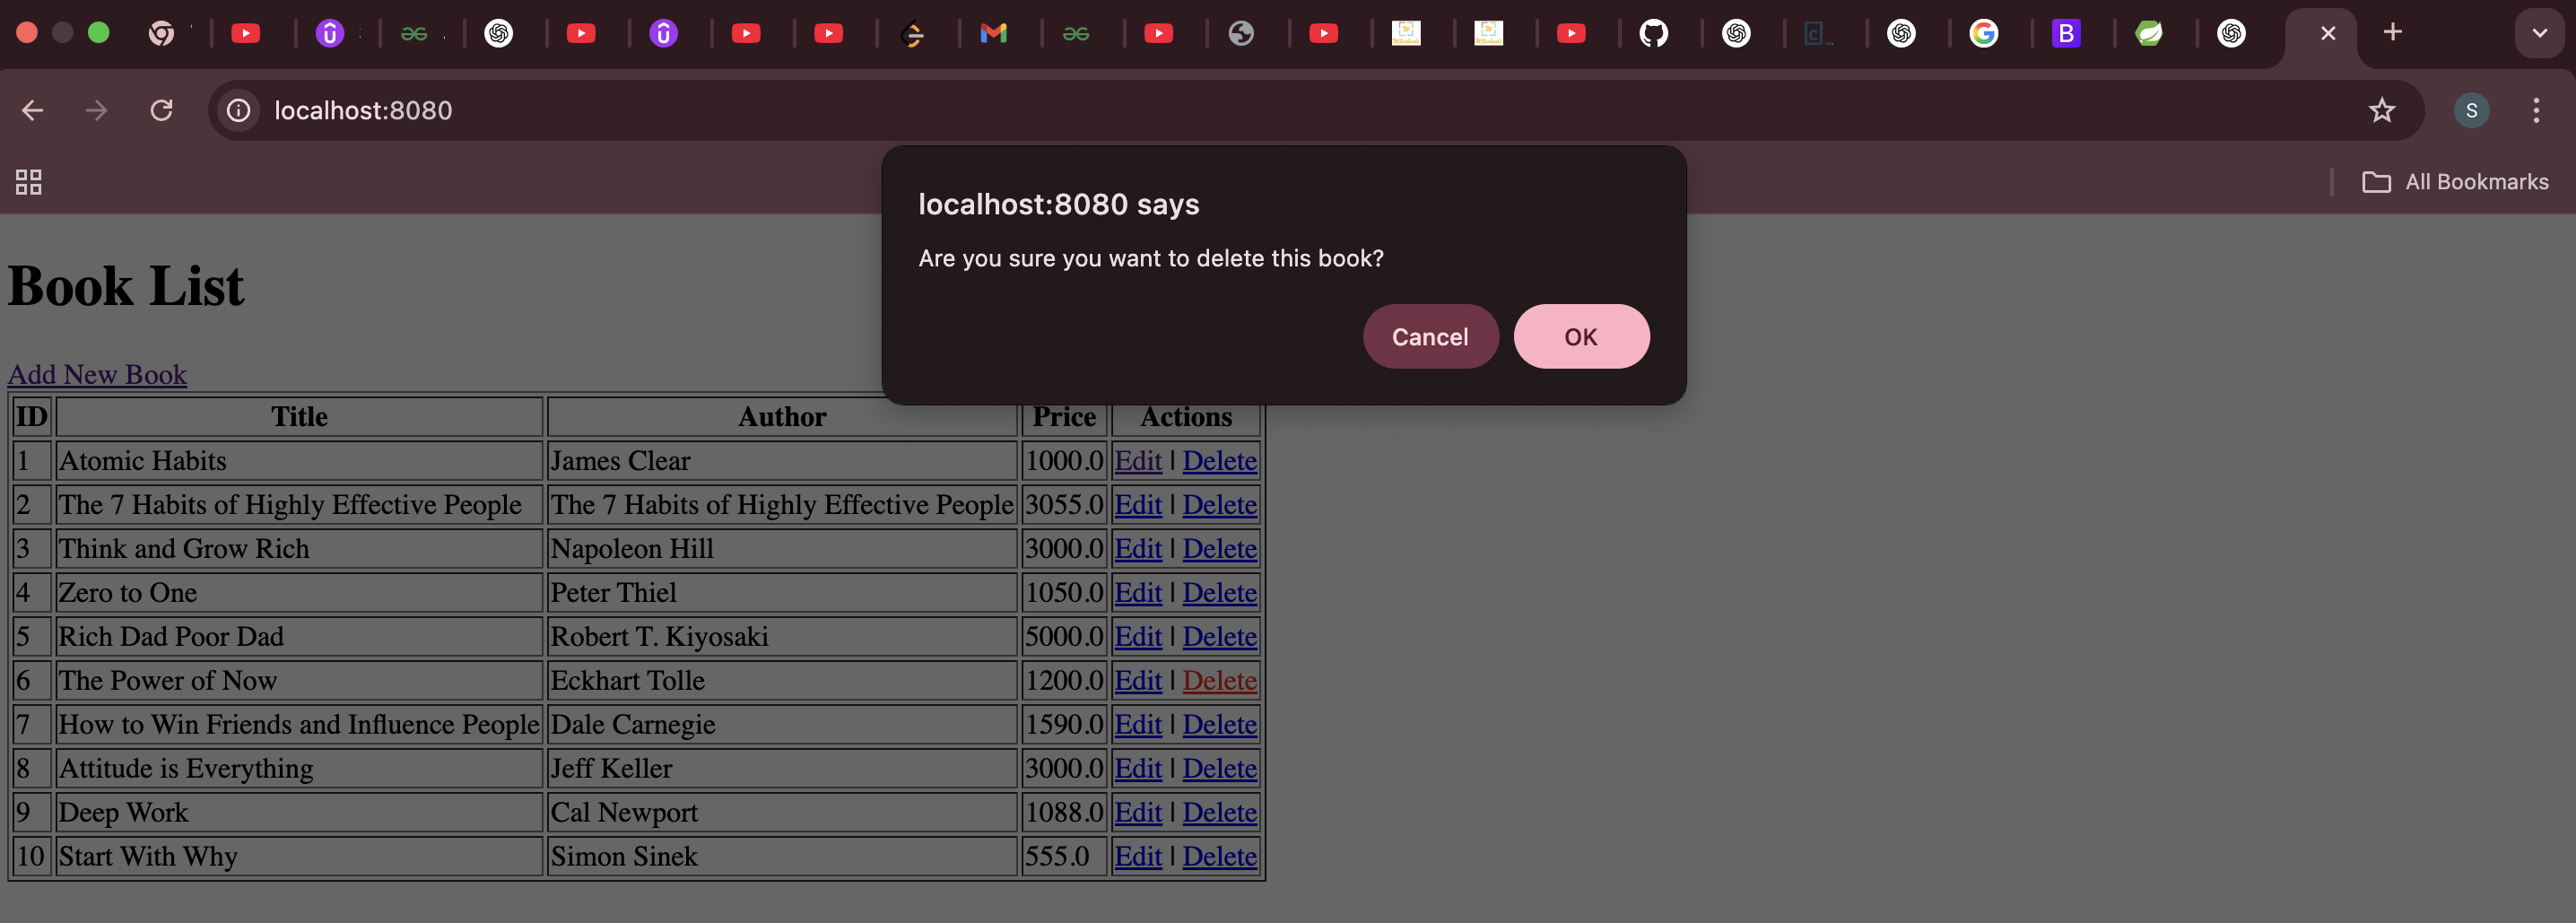 localhost:8080
All Bookmarks
S
localhost:8080 says
Are you sure you want to delete this book?
Cancel OK
Book List
Add New Book
ID Title Author Price Actions
1 Atomic Habits James Clear 1000.0 Edit | Delete
2 The 7 Habits of Highly Effective People The 7 Habits of Highly Effective People 3055.0 Edit | Delete
3 Think and Grow Rich Napoleon Hill 3000.0 Edit | Delete
4 Zero to One Peter Thiel 1050.0 Edit | Delete
5 Rich Dad Poor Dad Robert T. Kiyosaki 5000.0 Edit | Delete
6 The Power of Now Eckhart Tolle 1200.0 Edit | Delete
7 How to Win Friends and Influence People Dale Carnegie 1590.0 Edit | Delete
8 Attitude is Everything Jeff Keller 3000.0 Edit | Delete
9 Deep Work Cal Newport 1088.0 Edit | Delete
10 Start With Why Simon Sinek 555.0 Edit | Delete